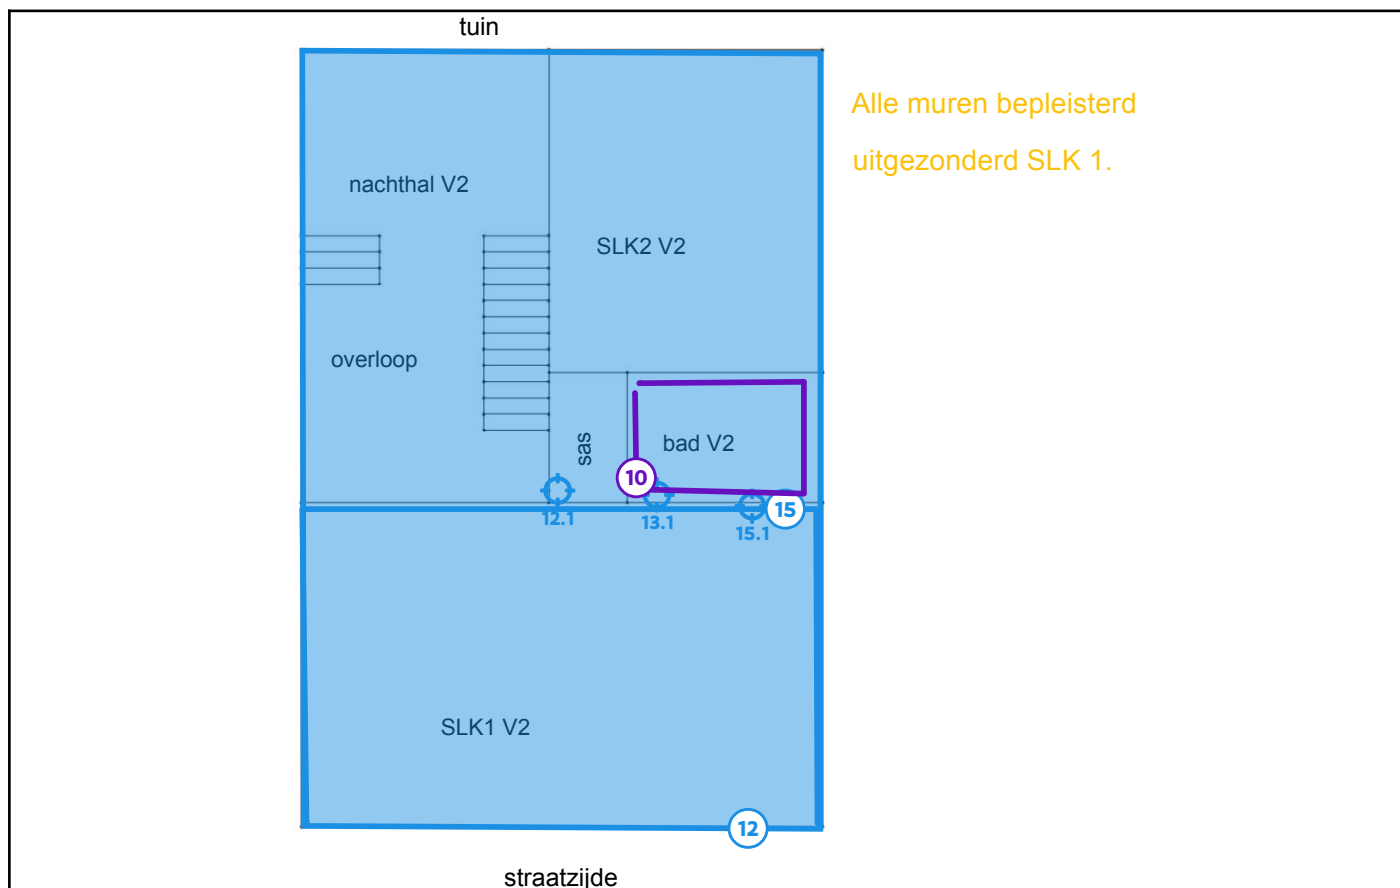 tuin
Alle muren bepleisterd
uitgezonderd SLK 1.
nachthal V2
SLK2 V2
overloop
sas
bad V2
10
12.1
13.1
15.1
15
SLK1 V2
12
straatzijde